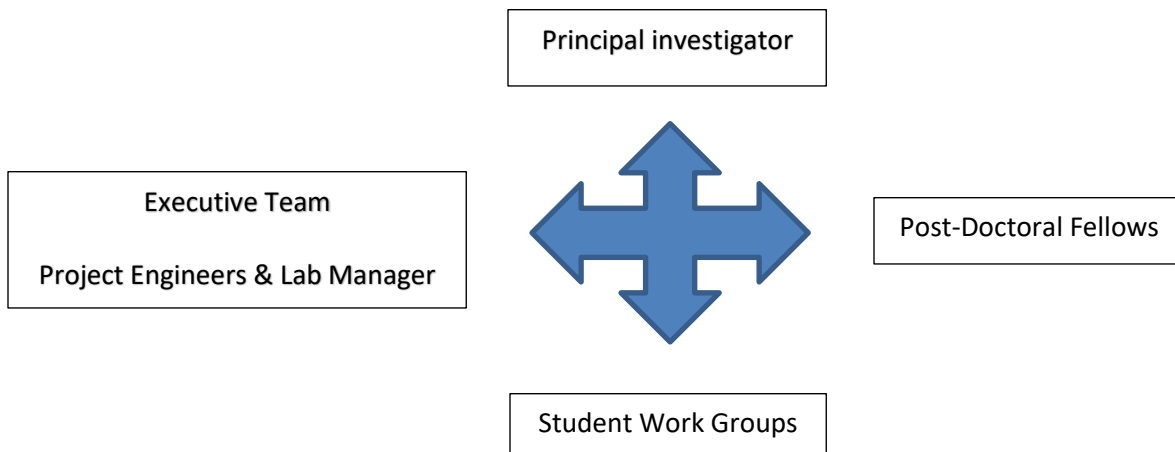 Principal investigator
Executive Team
Project Engineers & Lab Manager
Post-Doctoral Fellows
Student Work Groups